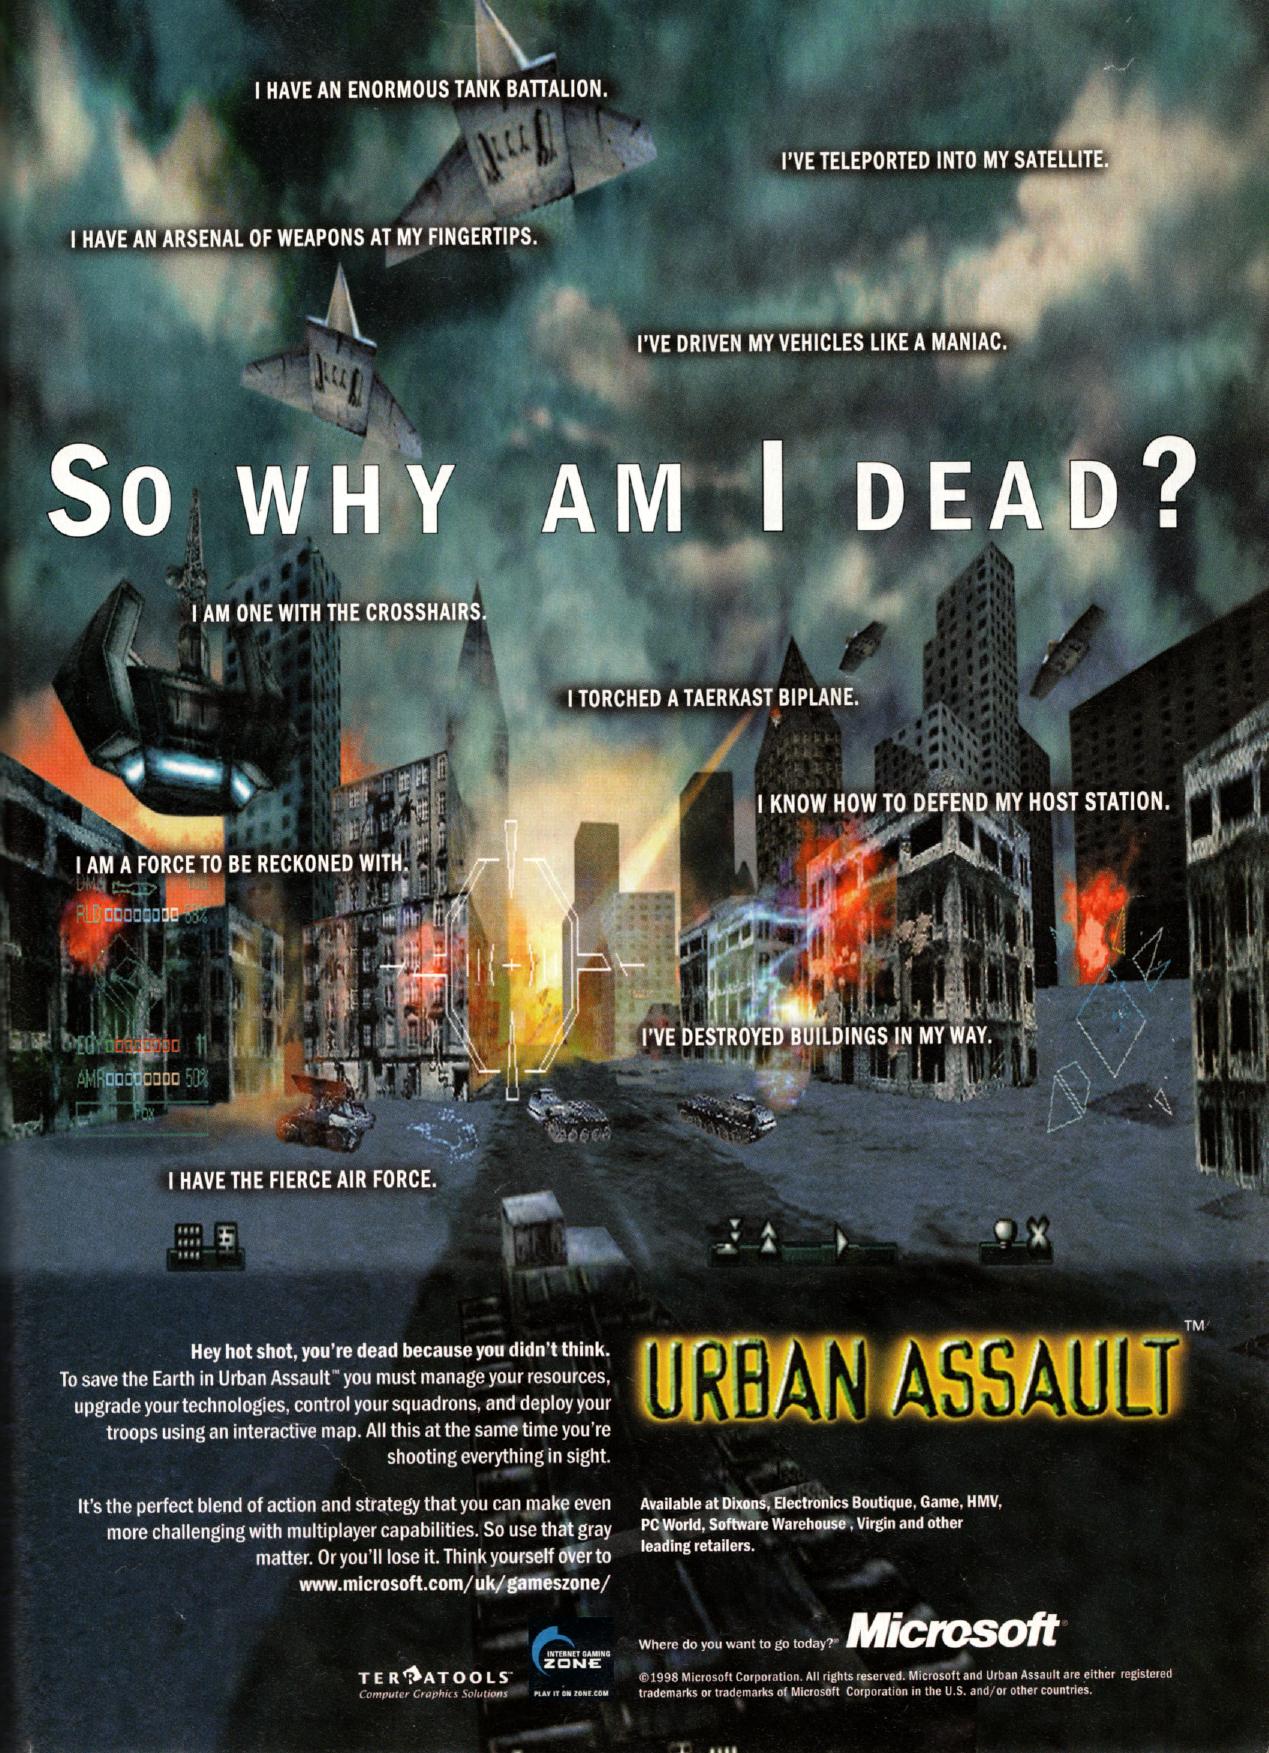 I HAVE AN ENORMOUS TANK BATTALION.
I'VE TELEPORTED INTO MY SATELLITE.
I HAVE AN ARSENAL OF WEAPONS AT MY FINGERTIPS.
I'VE DRIVEN MY VEHICLES LIKE A MANIAC.
SO WHY AM I DEAD?
I AM ONE WITH THE CROSSHAIRS.
I TORCHED A TAERKAST BIPLANE.
I KNOW HOW TO DEFEND MY HOST STATION.
I AM A FORCE TO BE RECKONED WITH.
RLD
I'VE DESTROYED BUILDINGS IN MY WAY.
EGY 11
AMR 50%
Fox
I HAVE THE FIERCE AIR FORCE.
Hey hot shot, you're dead because you didn't think.
To save the Earth in Urban Assault™ you must manage your resources,
upgrade your technologies, control your squadrons, and deploy your
troops using an interactive map. All this at the same time you're
shooting everything in sight.
It's the perfect blend of action and strategy that you can make even
more challenging with multiplayer capabilities. So use that gray
matter. Or you'll lose it. Think yourself over to
www.microsoft.com/uk/gameszone/
URBAN ASSAULT™
Available at Dixons, Electronics Boutique, Game, HMV,
PC World, Software Warehouse , Virgin and other
leading retailers.
TERRATOOLS™
Computer Graphics Solutions
INTERNET GAMING
ZONE
PLAY IT ON ZONE.COM
Where do you want to go today?® Microsoft®
©1998 Microsoft Corporation. All rights reserved. Microsoft and Urban Assault are either registered
trademarks or trademarks of Microsoft Corporation in the U.S. and/or other countries.